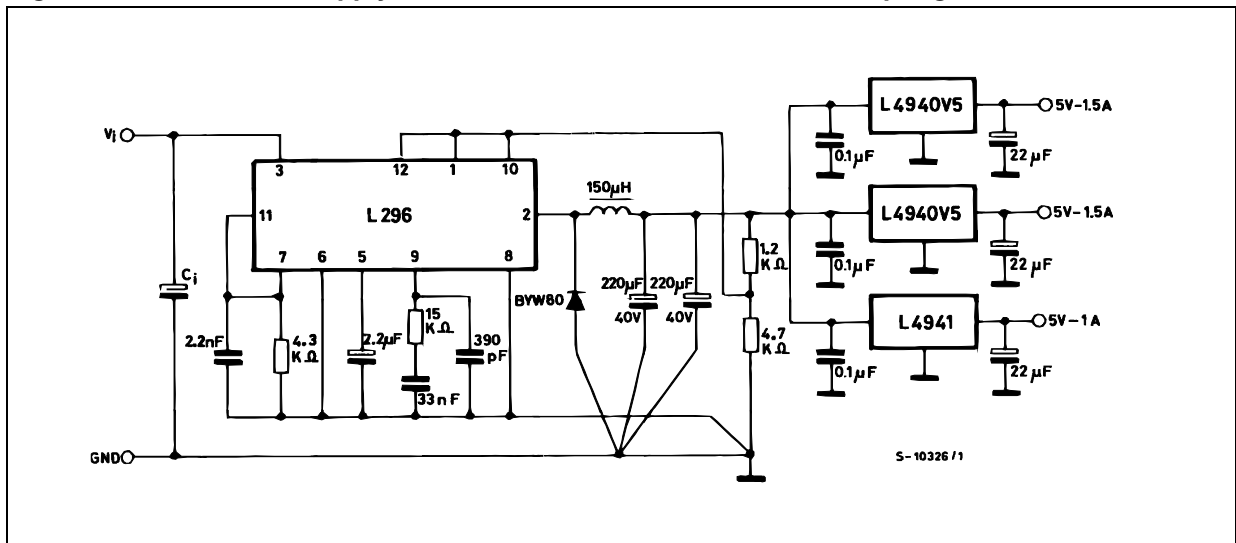 L4940V5
5V-1.5A
0.1µF
22µF
Vi
3
12
1
10
L296
11
2
7
6
5
9
8
150µH
L4940V5
5V-1.5A
0.1µF
22µF
1.2
KΩ
Ci
BYW80
220µF
40V
220µF
40V
L4941
5V-1A
0.1µF
22µF
2.2nF
4.3
KΩ
2.2µF
15
KΩ
390
pF
33nF
4.7
KΩ
GND
S-10326/1